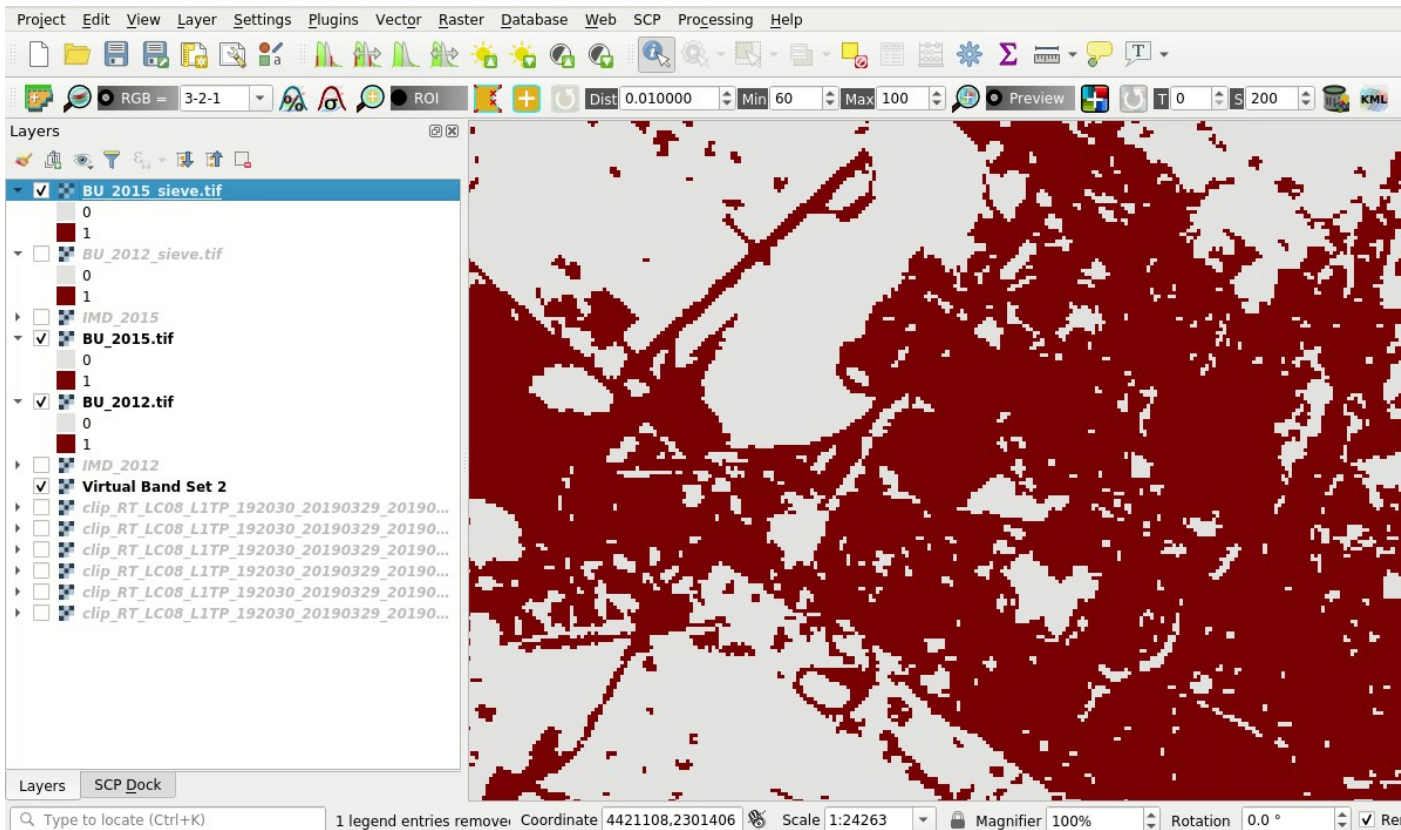 Project Edit View Layer Settings Plugins Vector Raster Database Web SCP Processing Help
a Σ T
RGB = 3-2-1 σ ROI Dist 0.010000 Min 60 Max 100 Preview T 0 S 200 KML
Layers
BU_2015_sieve.tif
0
1
BU_2012_sieve.tif
0
1
IMD_2015
BU_2015.tif
0
1
BU_2012.tif
0
1
IMD_2012
Virtual Band Set 2
clip_RT_LC08_L1TP_192030_20190329_20190...
clip_RT_LC08_L1TP_192030_20190329_20190...
clip_RT_LC08_L1TP_192030_20190329_20190...
clip_RT_LC08_L1TP_192030_20190329_20190...
clip_RT_LC08_L1TP_192030_20190329_20190...
clip_RT_LC08_L1TP_192030_20190329_20190...
Layers SCP Dock
Type to locate (Ctrl+K) 1 legend entries remove Coordinate 4421108,2301406 Scale 1:24263 Magnifier 100% Rotation 0.0 ° Re